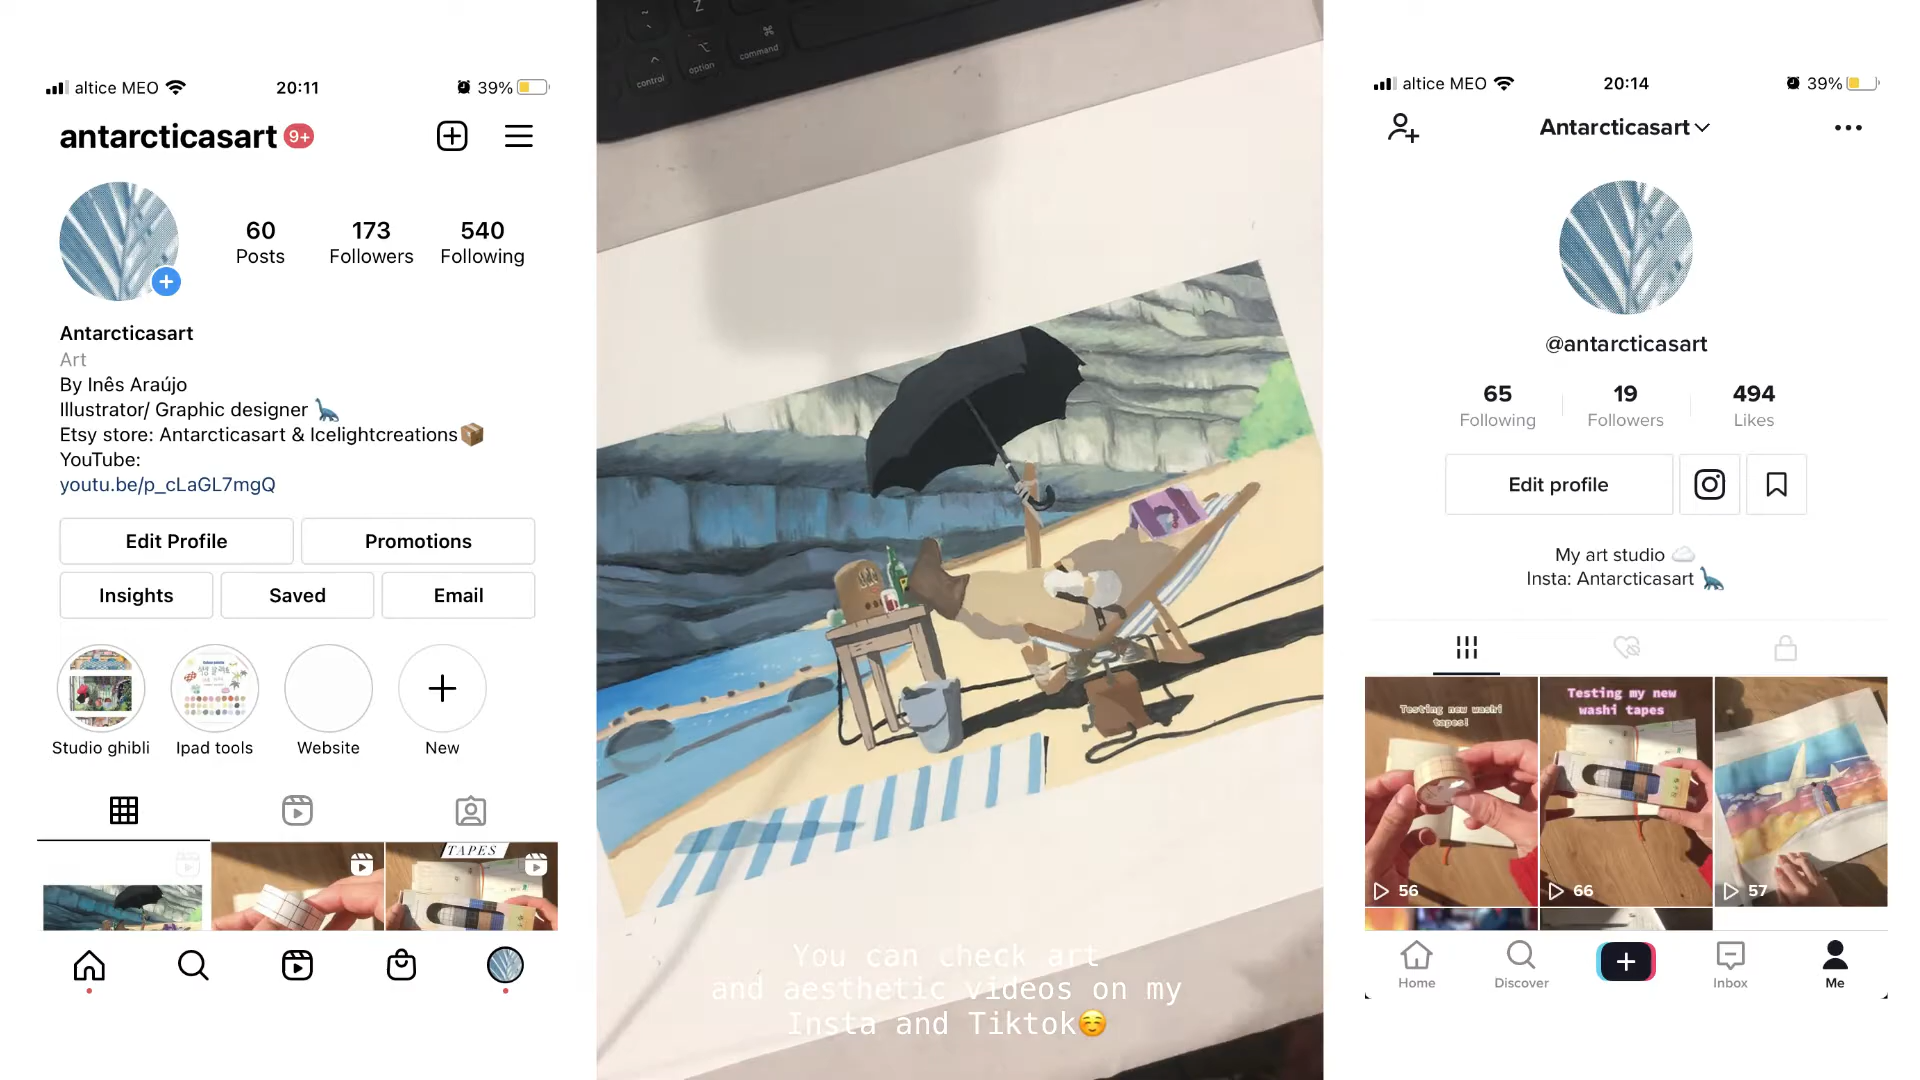 altice MEO
20:11
39%
antarcticasart 9+
60
Posts
173
Followers
540
Following
Antarcticasart
Art
By Inês Araújo
Illustrator/ Graphic designer 🦕
Etsy store: Antarcticasart & Icelightcreations📦
YouTube:
youtu.be/p_cLaGL7mgQ
Edit Profile
Promotions
Insights
Saved
Email
Studio ghibli
Ipad tools
Website
New
TAPES
Z
control
option
command
You can check art
and aesthetic videos on my
Insta and Tiktok☺️
altice MEO
20:14
39%
Antarcticasart
@antarcticasart
65
Following
19
Followers
494
Likes
Edit profile
My art studio ☁️
Insta: Antarcticasart 🦕
Testing new washi
tapes!
56
Testing my new
washi tapes
66
57
Home
Discover
Inbox
Me